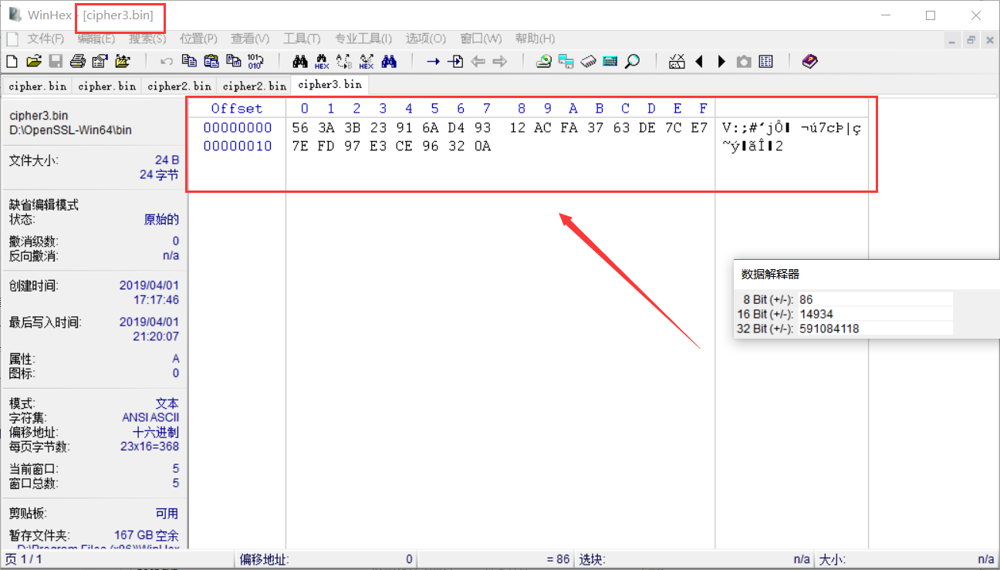 WinHex - [cipher3.bin]
文件(F) 编辑(E) 搜索(S) 位置(P) 查看(V) 工具(T) 专业工具(I) 选项(O) 窗口(W) 帮助(H)
cipher.bin cipher.bin cipher2.bin cipher2.bin cipher3.bin
cipher3.bin
D:\OpenSSL-Win64\bin
文件大小: 24 B
24 字节
缺省编辑模式
状态: 原始的
撤消级数: 0
反向撤消: n/a
创建时间: 2019/04/01
17:17:46
最后写入时间: 2019/04/01
21:20:07
属性: A
图标: 0
模式: 文本
字符集: ANSI ASCII
偏移地址: 十六进制
每页字节数: 23x16=368
当前窗口: 5
窗口总数: 5
剪贴板: 可用
暂存文件夹: 167 GB 空余
D:\Program Files (x86)\WinHex
Offset 0 1 2 3 4 5 6 7 8 9 A B C D E F
00000000 56 3A 3B 23 91 6A D4 93 12 AC FA 37 63 DE 7C E7 V:;#‘jÔ ¬ú7cÞ|ç
00000010 7E FD 97 E3 CE 96 32 0A ~ý ãÎ 2
数据解释器
8 Bit (+/-): 86
16 Bit (+/-): 14934
32 Bit (+/-): 591084118
页 1 / 1 偏移地址: 0 = 86 选块: n/a 大小: n/a